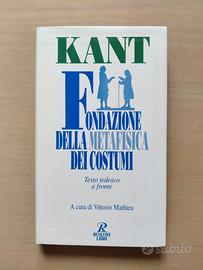 KANT
FONDAZIONE
DELLA METAFISICA
DEI COSTUMI
Testo tedesco
a fronte
A cura di Vittorio Mathieu
R
RUSCONI
LIBRI
subito